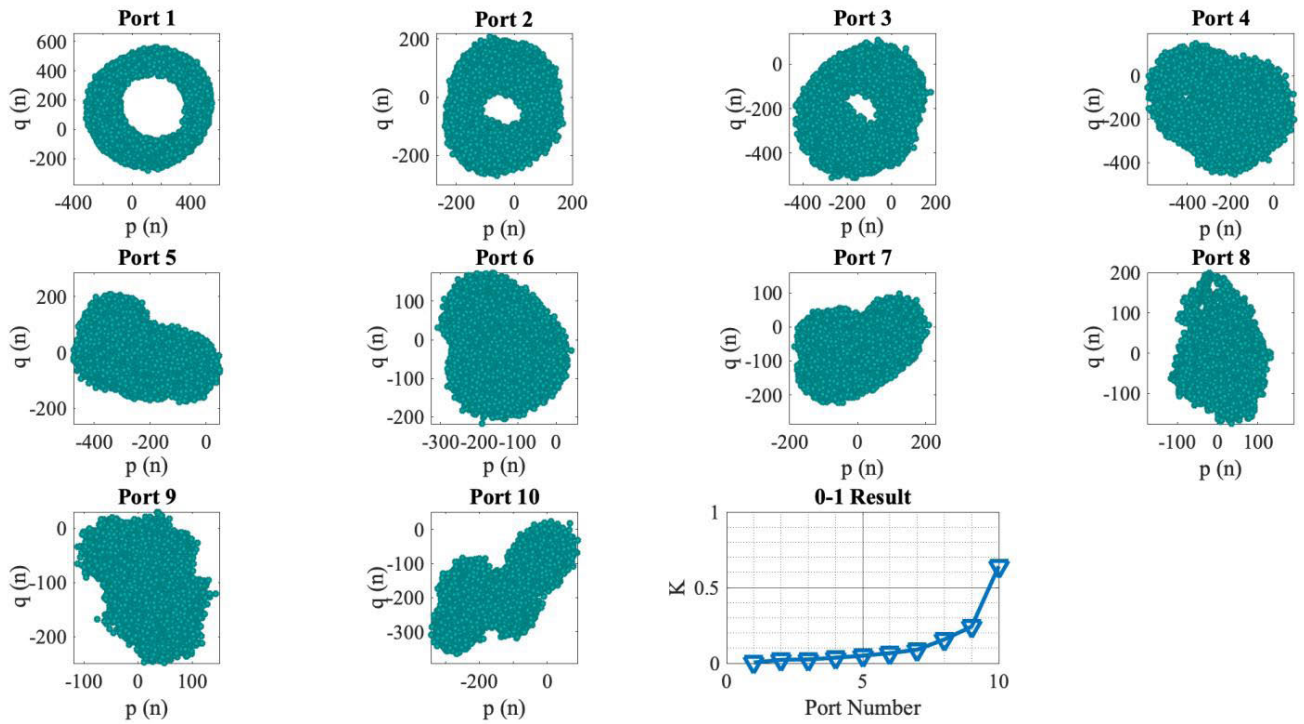 Port 1
600
400
200
0
-200
q (n)
-400 0 400
p (n)
Port 2
200
0
-200
q (n)
-200 0 200
p (n)
Port 3
0
-200
-400
q (n)
-400 -200 0 200
p (n)
Port 4
0
-200
-400
q (n)
-400 -200 0
p (n)
Port 5
200
0
-200
q (n)
-400 -200 0
p (n)
Port 6
100
0
-100
-200
q (n)
-300 -200 -100 0
p (n)
Port 7
100
0
-100
-200
q (n)
-200 0 200
p (n)
Port 8
200
100
0
-100
q (n)
-100 0 100
p (n)
Port 9
0
-100
-200
q (n)
-100 0 100
p (n)
Port 10
0
-100
-200
-300
q (n)
-200 0
p (n)
0-1 Result
1
0.5
0
K
0 5 10
Port Number